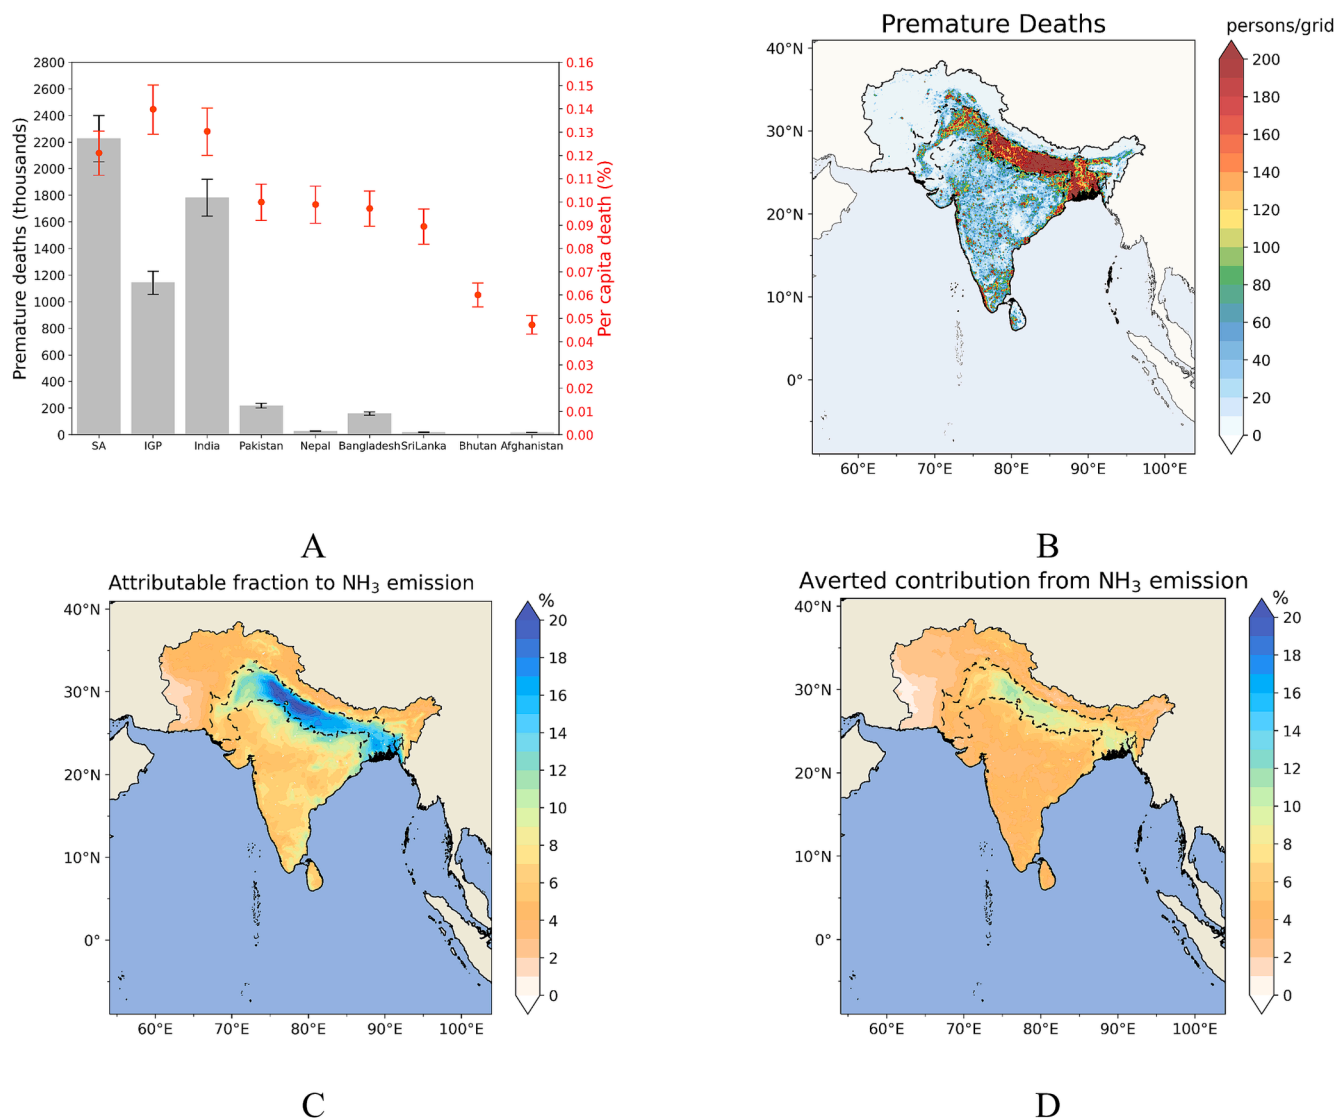 Premature deaths (thousands)
2800
2600
2400
2200
2000
1800
1600
1400
1200
1000
800
600
400
200
0
SA IGP India Pakistan Nepal Bangladesh SriLanka Bhutan Afghanistan
0.16
0.15
0.14
0.13
0.12
0.11
0.10
0.09
0.08
0.07
0.06
0.05
0.04
0.03
0.02
0.01
0.00
Per capita death (%)
A
Premature Deaths
persons/grid
40°N
30°N
20°N
10°N
0°
60°E 70°E 80°E 90°E 100°E
200
180
160
140
120
100
80
60
40
20
0
B
Attributable fraction to NH₃ emission
%
40°N
30°N
20°N
10°N
0°
60°E 70°E 80°E 90°E 100°E
20
18
16
14
12
10
8
6
4
2
0
C
Averted contribution from NH₃ emission
%
40°N
30°N
20°N
10°N
0°
60°E 70°E 80°E 90°E 100°E
20
18
16
14
12
10
8
6
4
2
0
D